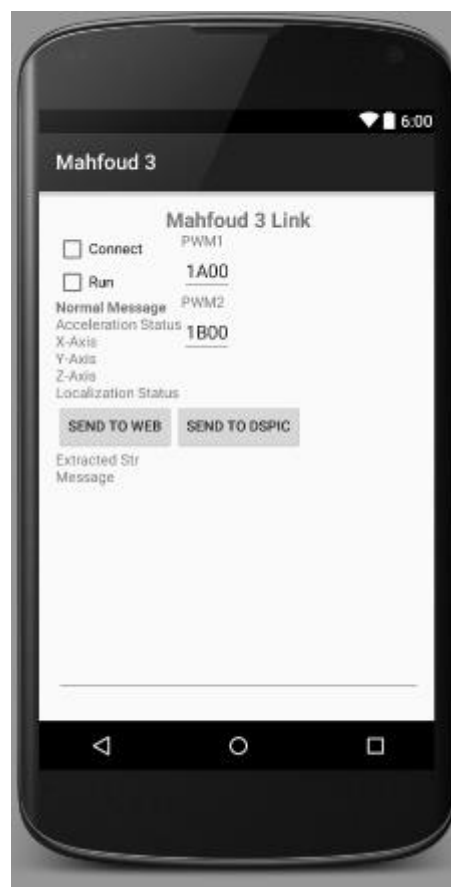 6:00
Mahfoud 3
Mahfoud 3 Link
Connect
PWM1
Run
1A00
Normal Message
PWM2
Acceleration Status
1B00
X-Axis
Y-Axis
Z-Axis
Localization Status
SEND TO WEB
SEND TO DSPIC
Extracted Str
Message